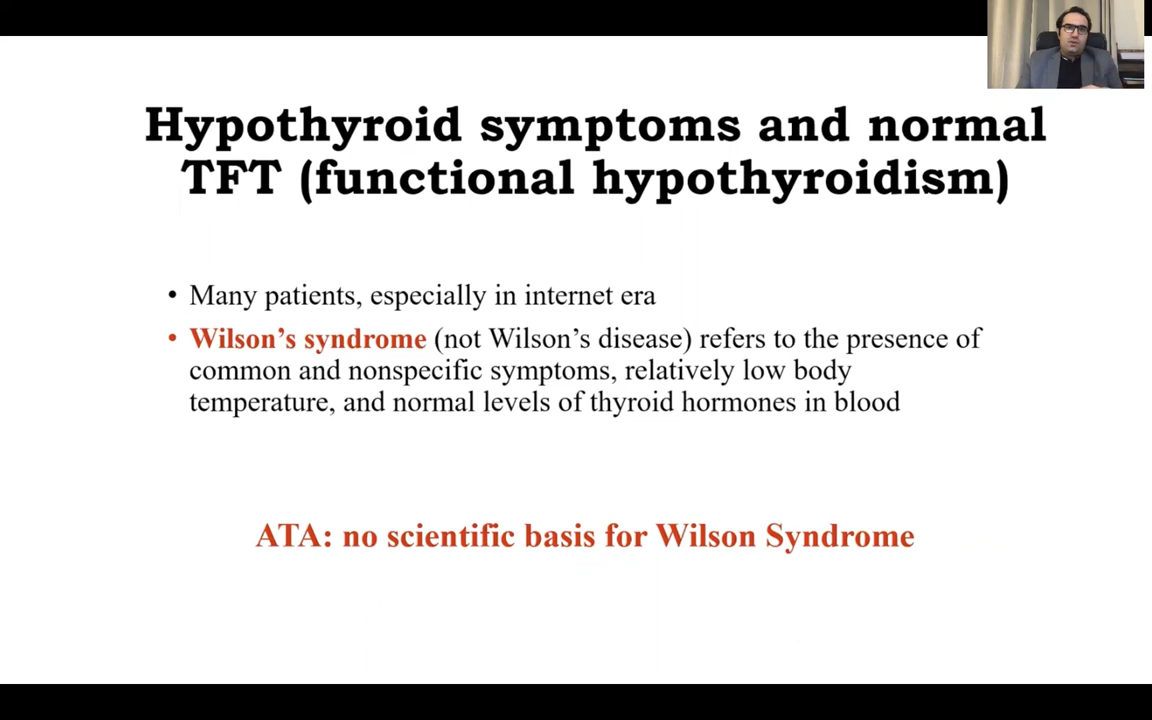 Hypothyroid symptoms and normal
TFT (functional hypothyroidism)
• Many patients, especially in internet era
• Wilson’s syndrome (not Wilson’s disease) refers to the presence of
common and nonspecific symptoms, relatively low body
temperature, and normal levels of thyroid hormones in blood
ATA: no scientific basis for Wilson Syndrome